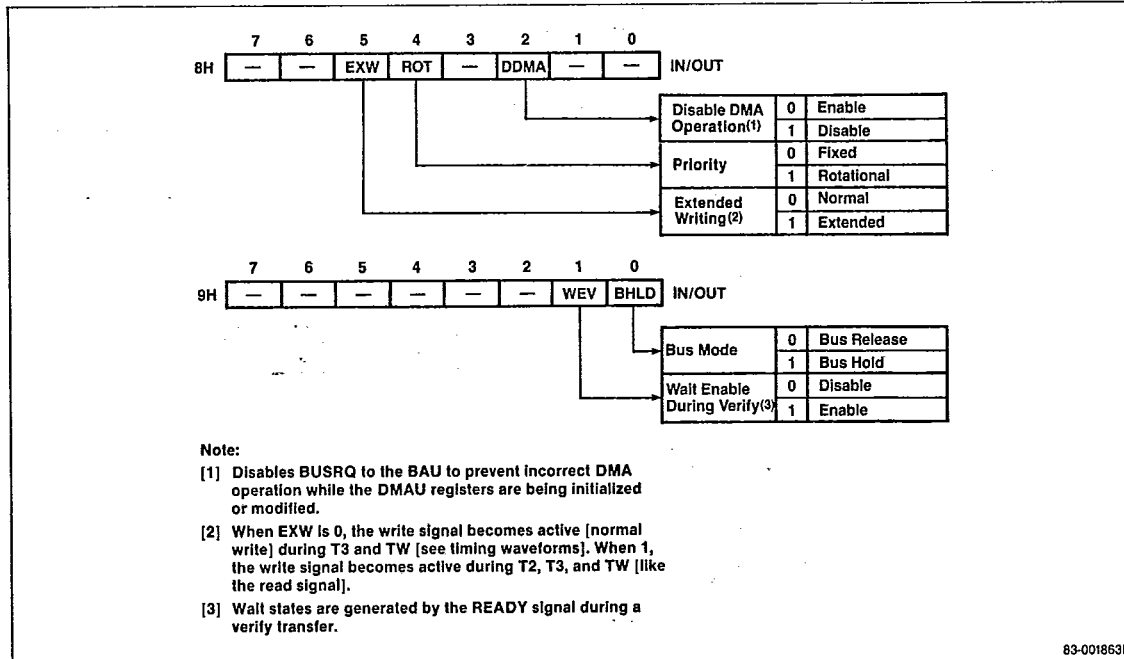 7 6 5 4 3 2 1 0
8H — — EXW ROT — DDMA — — IN/OUT
Disable DMA Operation(1) 0 Enable
1 Disable
Priority 0 Fixed
1 Rotational
Extended Writing(2) 0 Normal
1 Extended
7 6 5 4 3 2 1 0
9H — — — — — — WEV BHLD IN/OUT
Bus Mode 0 Bus Release
1 Bus Hold
Wait Enable During Verify(3) 0 Disable
1 Enable
Note:
[1] Disables BUSRQ to the BAU to prevent incorrect DMA
operation while the DMAU registers are being initialized
or modified.
[2] When EXW is 0, the write signal becomes active [normal
write] during T3 and TW [see timing waveforms]. When 1,
the write signal becomes active during T2, T3, and TW [like
the read signal].
[3] Wait states are generated by the READY signal during a
verify transfer.